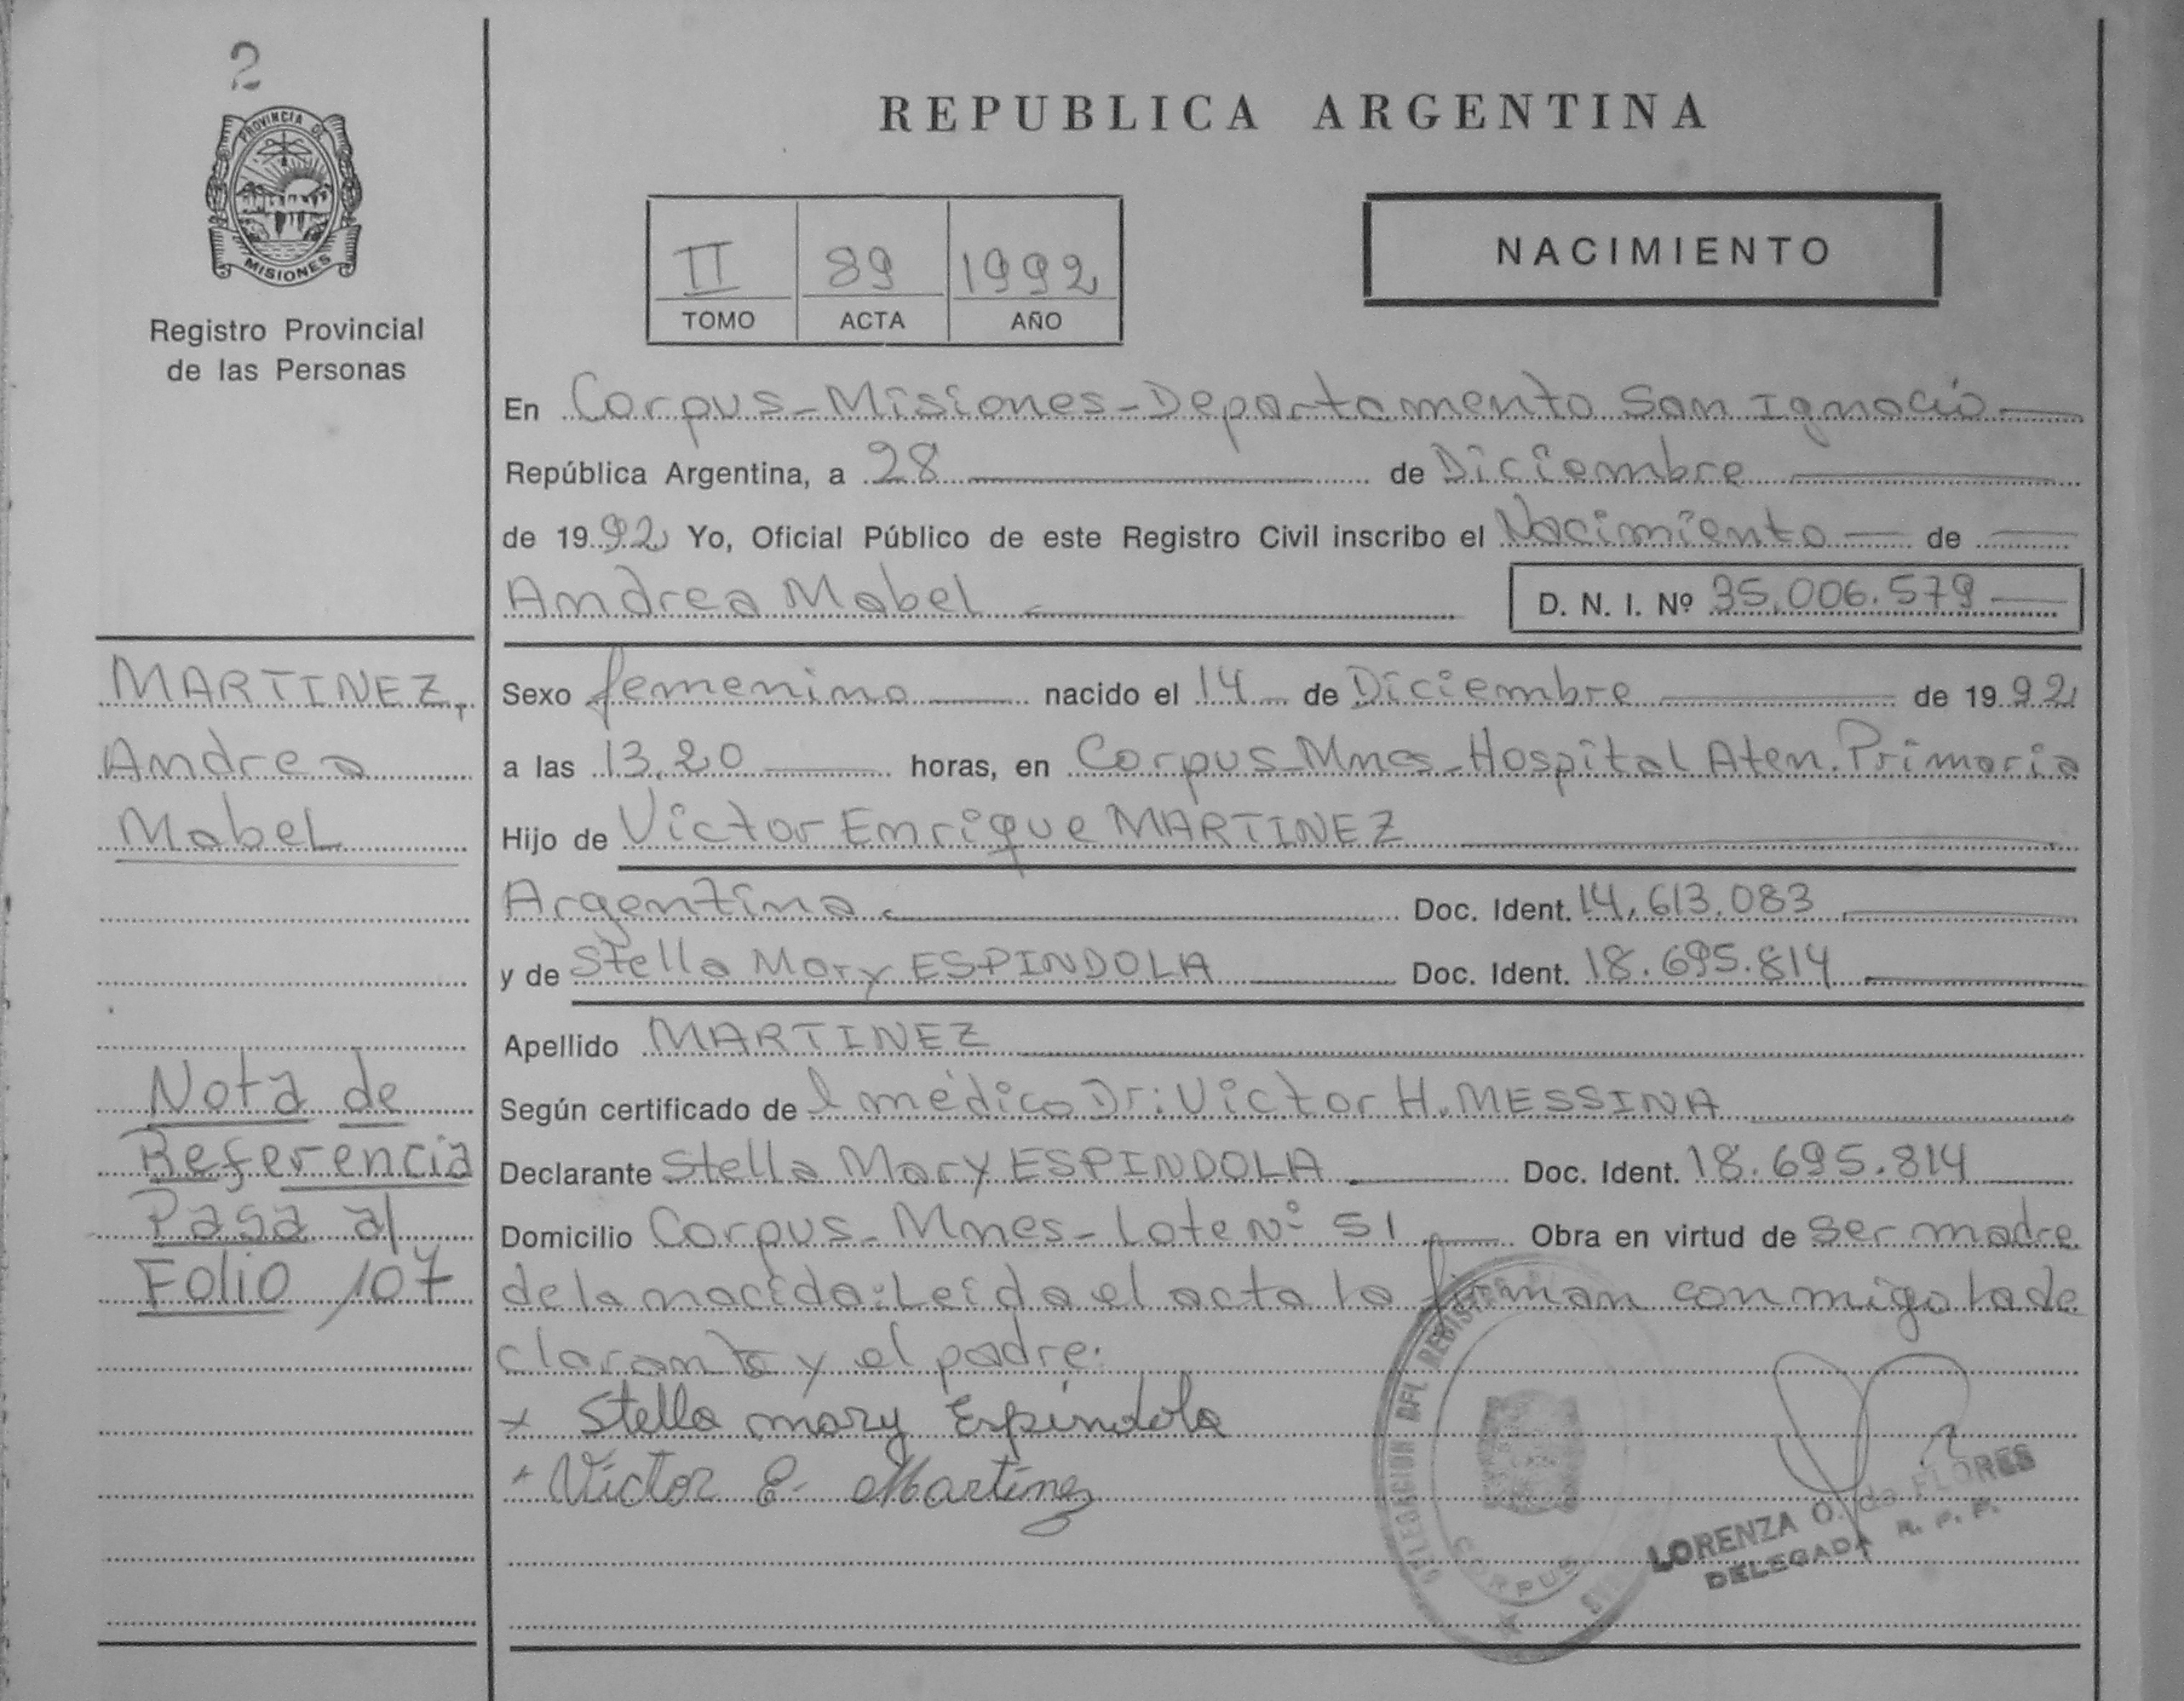 2
PROVINCIA DE
MISIONES
Registro Provincial
de las Personas
REPUBLICA ARGENTINA
II 89 1992
TOMO ACTA AÑO
NACIMIENTO
En Corpus-Misiones-Departamento San Ignacio
República Argentina, a 28 de Diciembre
de 1992 Yo, Oficial Público de este Registro Civil inscribo el Nacimiento de
Andrea Mabel D. N. I. Nº 35.006.579
MARTINEZ,
Andrea
Mabel
Sexo femenino nacido el 14 de Diciembre de 1992
a las 13,20 horas, en Corpus-Mnes-Hospital Aten. Primaria
Hijo de Victor Enrique MARTINEZ
Argentina Doc. Ident. 14.613.083
y de Stella Mary ESPINDOLA Doc. Ident. 18.695.814
Apellido MARTINEZ
Según certificado de l médico Dr: Victor H. MESSINA
Declarante Stella Mary ESPINDOLA Doc. Ident. 18.695.814
Domicilio Corpus-Mnes-Lote Nº 51 Obra en virtud de ser madre
de la nacida: Leida el acta la firman conmigo la de
clarante y el padre:
x Stella mary Espíndola
x Victor E. Martinez
Nota de
Referencia
Pasa al
Folio 107
DELEGACION DEL REGISTRO
CORPUS
LORENZA O. de FLORES
DELEGADA R. P. P.